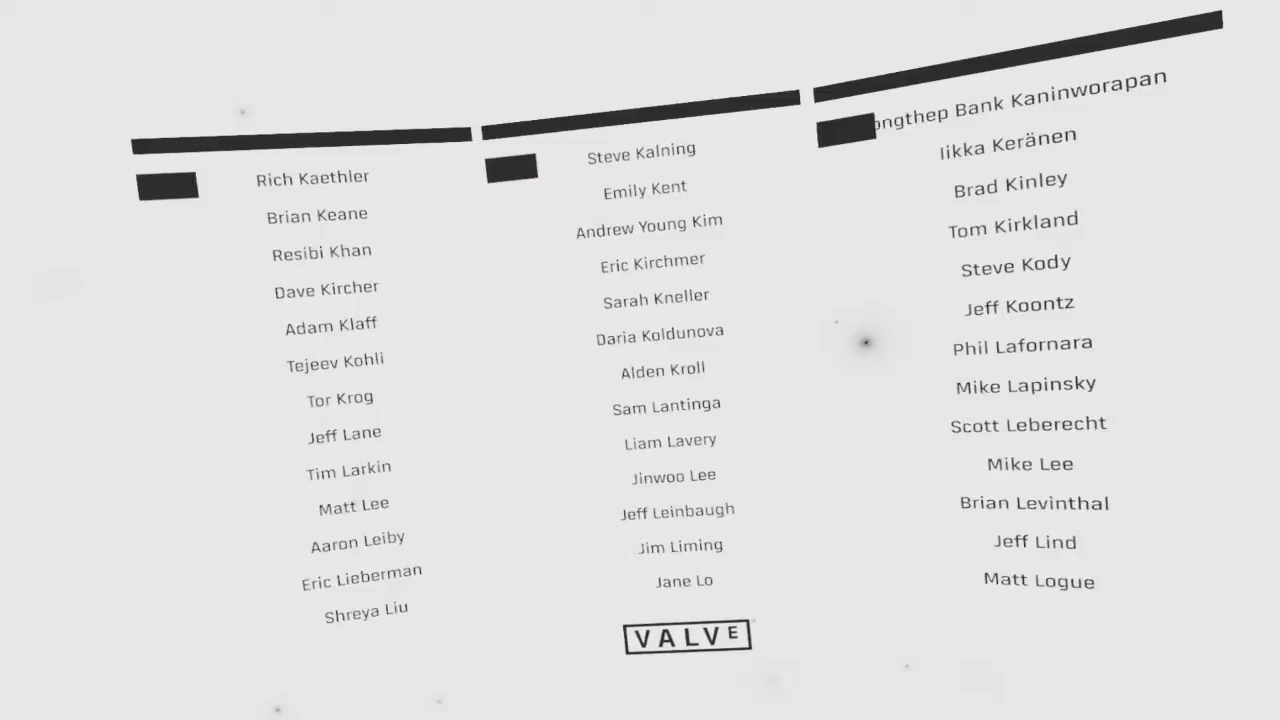 Rich Kaethler
Brian Keane
Resibi Khan
Dave Kircher
Adam Klaff
Tejeev Kohli
Tor Krog
Jeff Lane
Tim Larkin
Matt Lee
Aaron Leiby
Eric Lieberman
Shreya Liu
Steve Kalning
Emily Kent
Andrew Young Kim
Eric Kirchmer
Sarah Kneller
Daria Koldunova
Alden Kroll
Sam Lantinga
Liam Lavery
Jinwoo Lee
Jeff Leinbaugh
Jim Liming
Jane Lo
Bank Kaninworapan
Iikka Keränen
Brad Kinley
Tom Kirkland
Steve Kody
Jeff Koontz
Phil Lafornara
Mike Lapinsky
Scott Leberecht
Mike Lee
Brian Levinthal
Jeff Lind
Matt Logue
VALVE